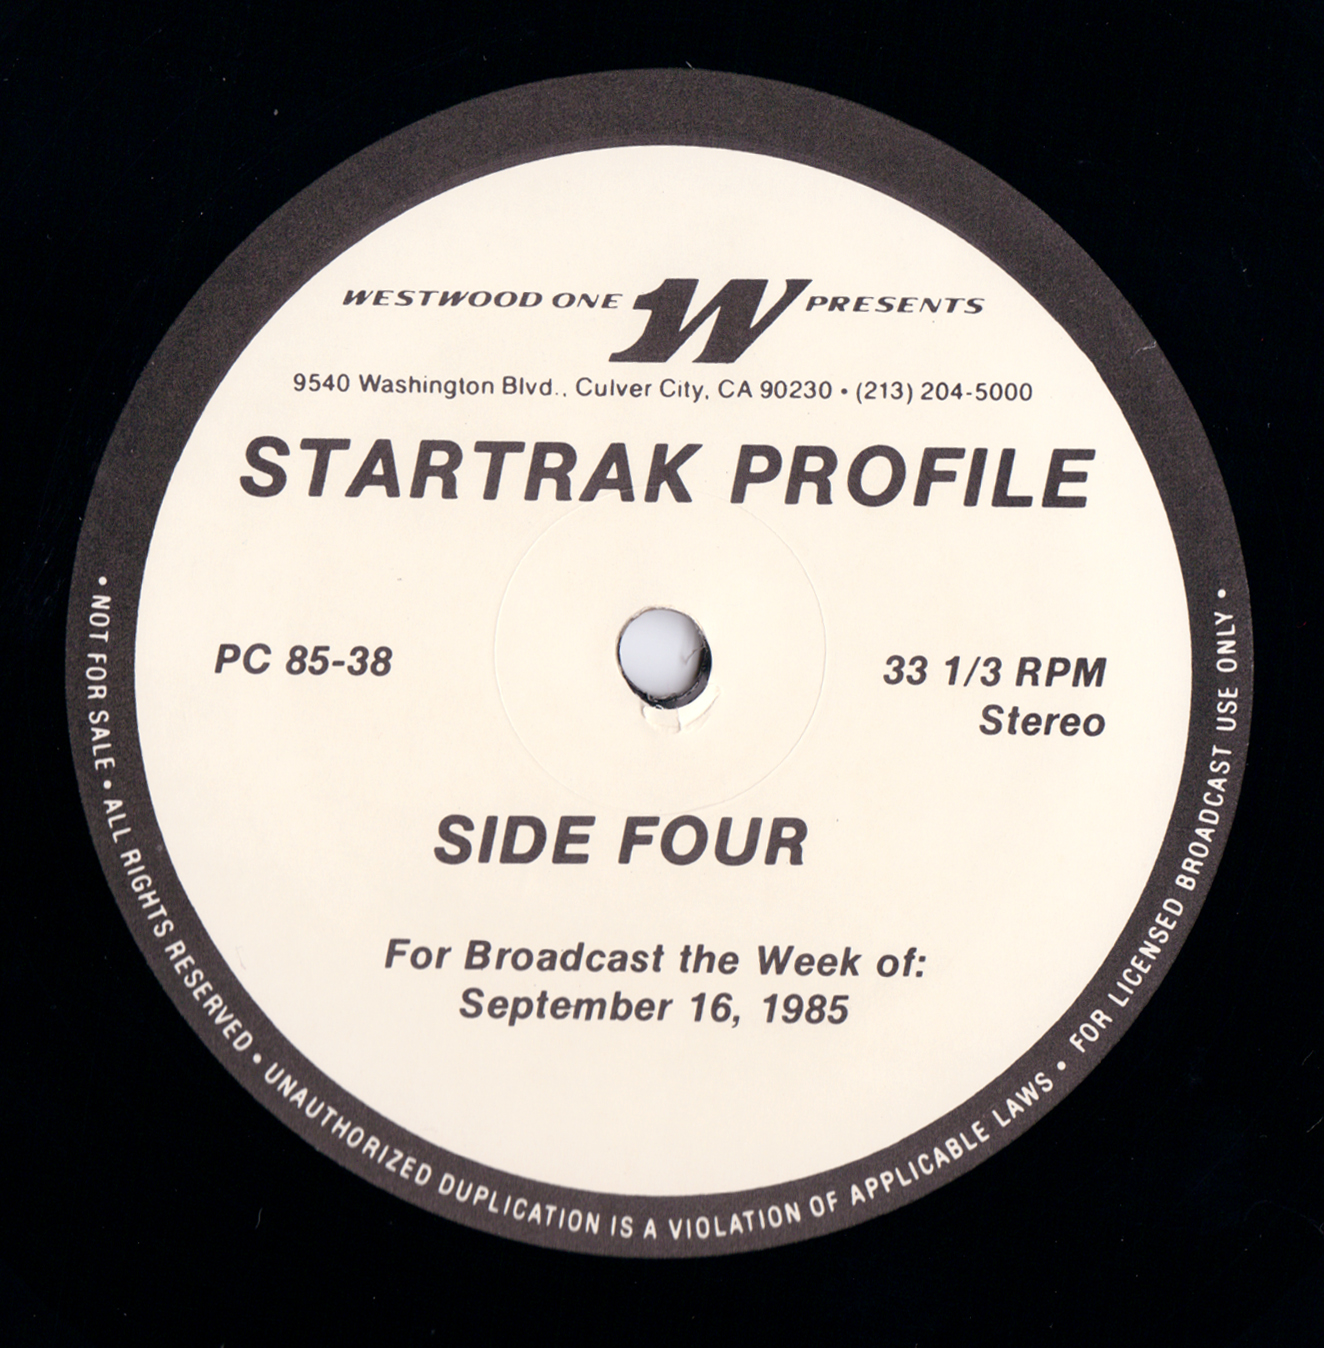 WESTWOOD ONE 1W PRESENTS
9540 Washington Blvd., Culver City, CA 90230 • (213) 204-5000
STARTRAK PROFILE
PC 85-38
33 1/3 RPM
Stereo
SIDE FOUR
For Broadcast the Week of:
September 16, 1985
• NOT FOR SALE • ALL RIGHTS RESERVED • UNAUTHORIZED DUPLICATION IS A VIOLATION OF APPLICABLE LAWS • FOR LICENSED BROADCAST USE ONLY •